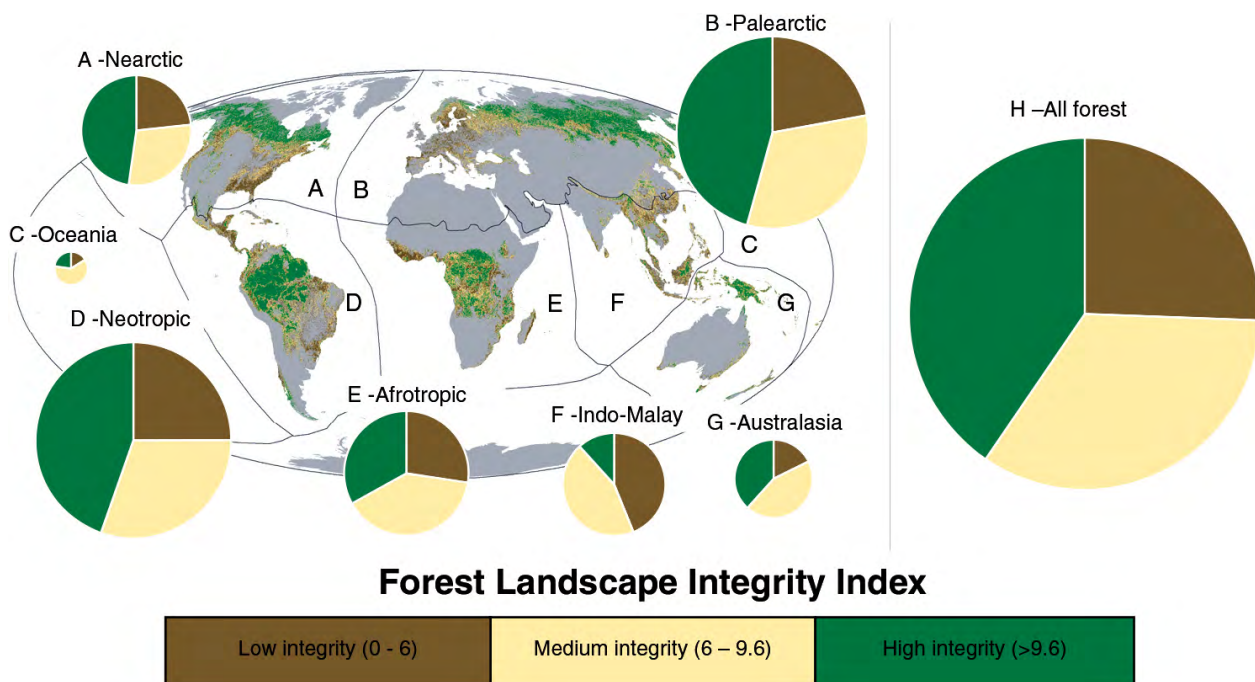 B -Palearctic
A -Nearctic
H –All forest
A
B
C -Oceania
C
D -Neotropic
D
E
F
G
E -Afrotropic
F -Indo-Malay
G -Australasia
Forest Landscape Integrity Index
Low integrity (0 - 6)
Medium integrity (6 – 9.6)
High integrity (>9.6)